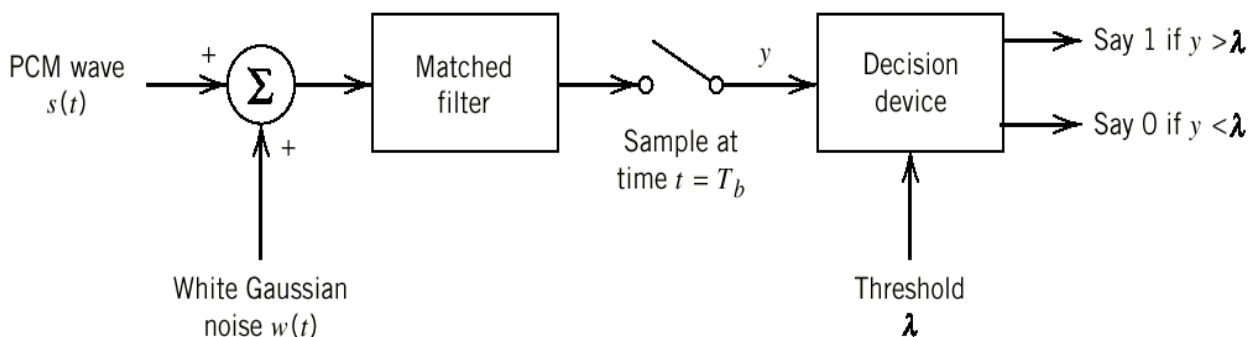 PCM wave
s(t)
+
Σ
+
White Gaussian
noise w(t)
Matched
filter
Sample at
time t = T_b
y
Decision
device
Threshold
λ
Say 1 if y > λ
Say 0 if y < λ